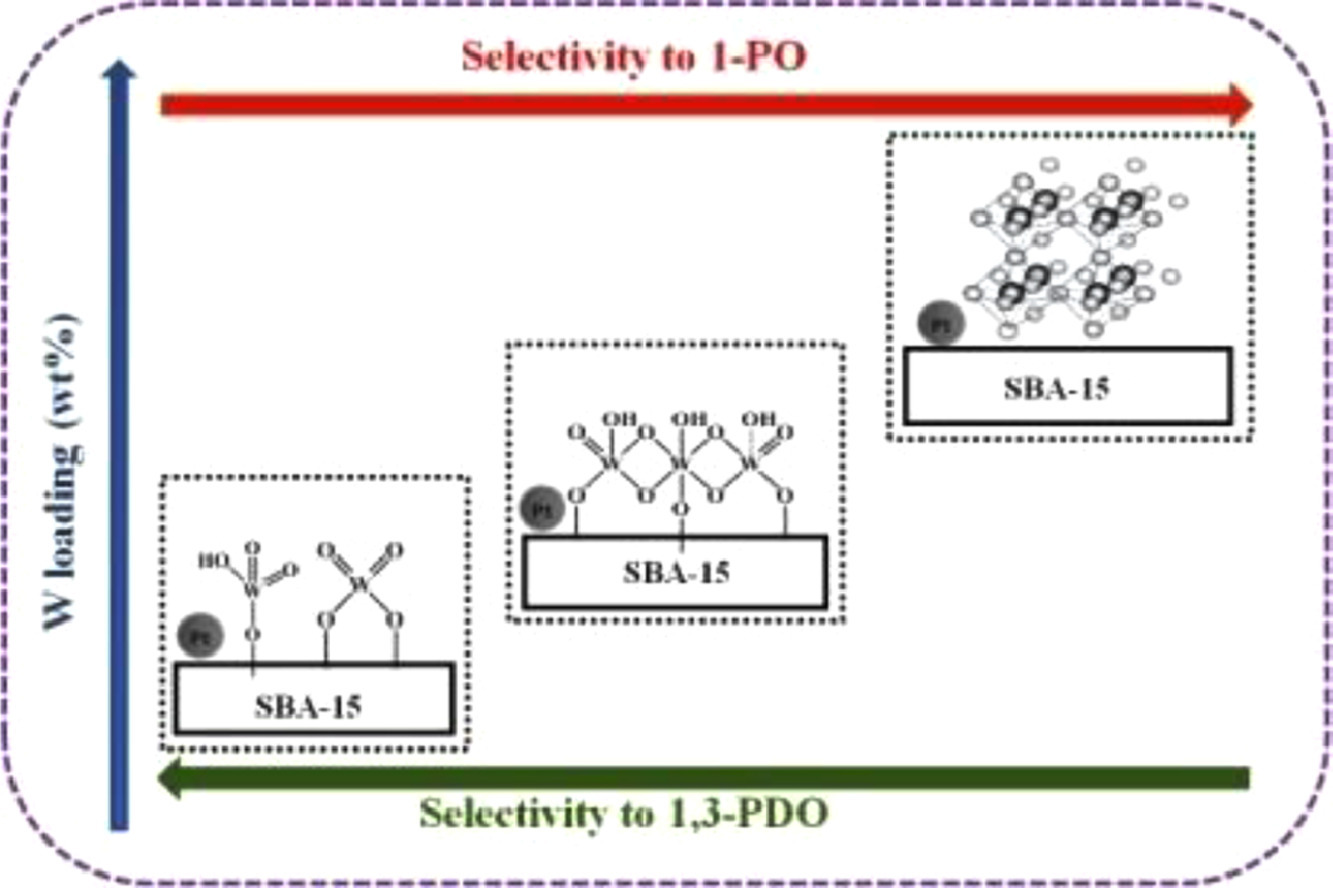 Selectivity to 1-PO
W loading (wt%)
Pt
SBA-15
OH OH OH
O O O O
W W W
O O O O
O
Pt
SBA-15
O O O
HO O
W W
O O O
Pt
SBA-15
Selectivity to 1,3-PDO